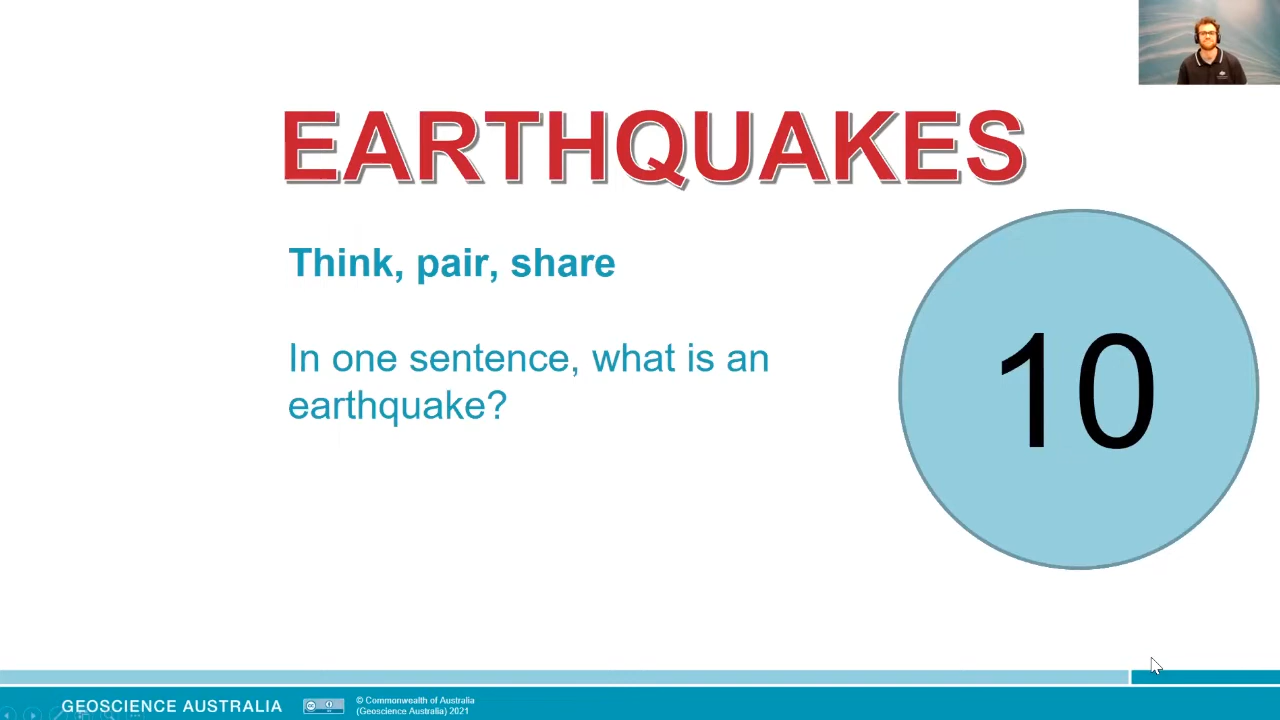 EARTHQUAKES
Think, pair, share
In one sentence, what is an
earthquake?
10
GEOSCIENCE AUSTRALIA
© Commonwealth of Australia
(Geoscience Australia) 2021